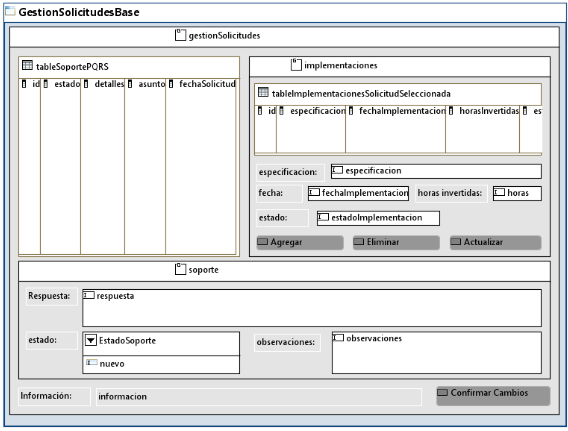 GestionSolicitudesBase
gestionSolicitudes
tableSoportePQRS
id estado detalles asunto fechaSolicitud
implementaciones
tableImplementacionesSolicitudSeleccionada
id especificacion fechaImplementacion horasInvertidas es
especificacion: especificacion
fecha: fechaImplementacion horas invertidas: horas
estado: estadoImplementacion
Agregar Eliminar Actualizar
soporte
Respuesta: respuesta
estado: EstadoSoporte observaciones: observaciones
nuevo
Información: informacion Confirmar Cambios